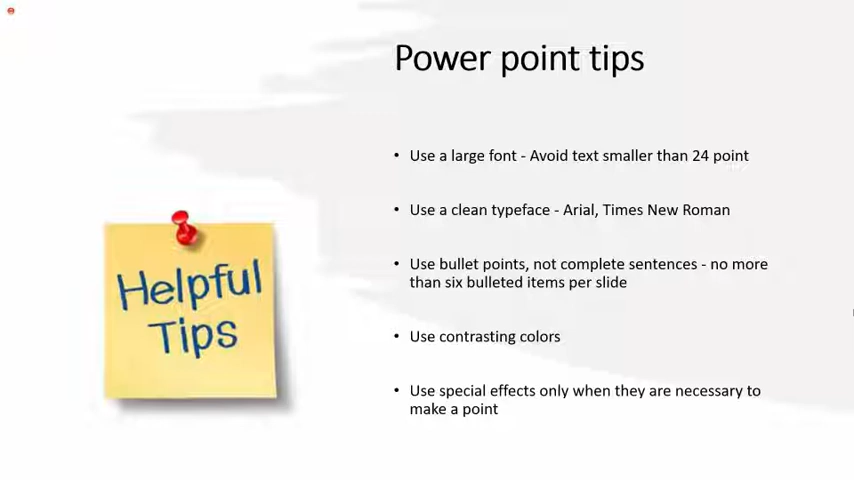 Power point tips
• Use a large font - Avoid text smaller than 24 point
• Use a clean typeface - Arial, Times New Roman
• Use bullet points, not complete sentences - no more
than six bulleted items per slide
• Use contrasting colors
• Use special effects only when they are necessary to
make a point
Helpful
Tips